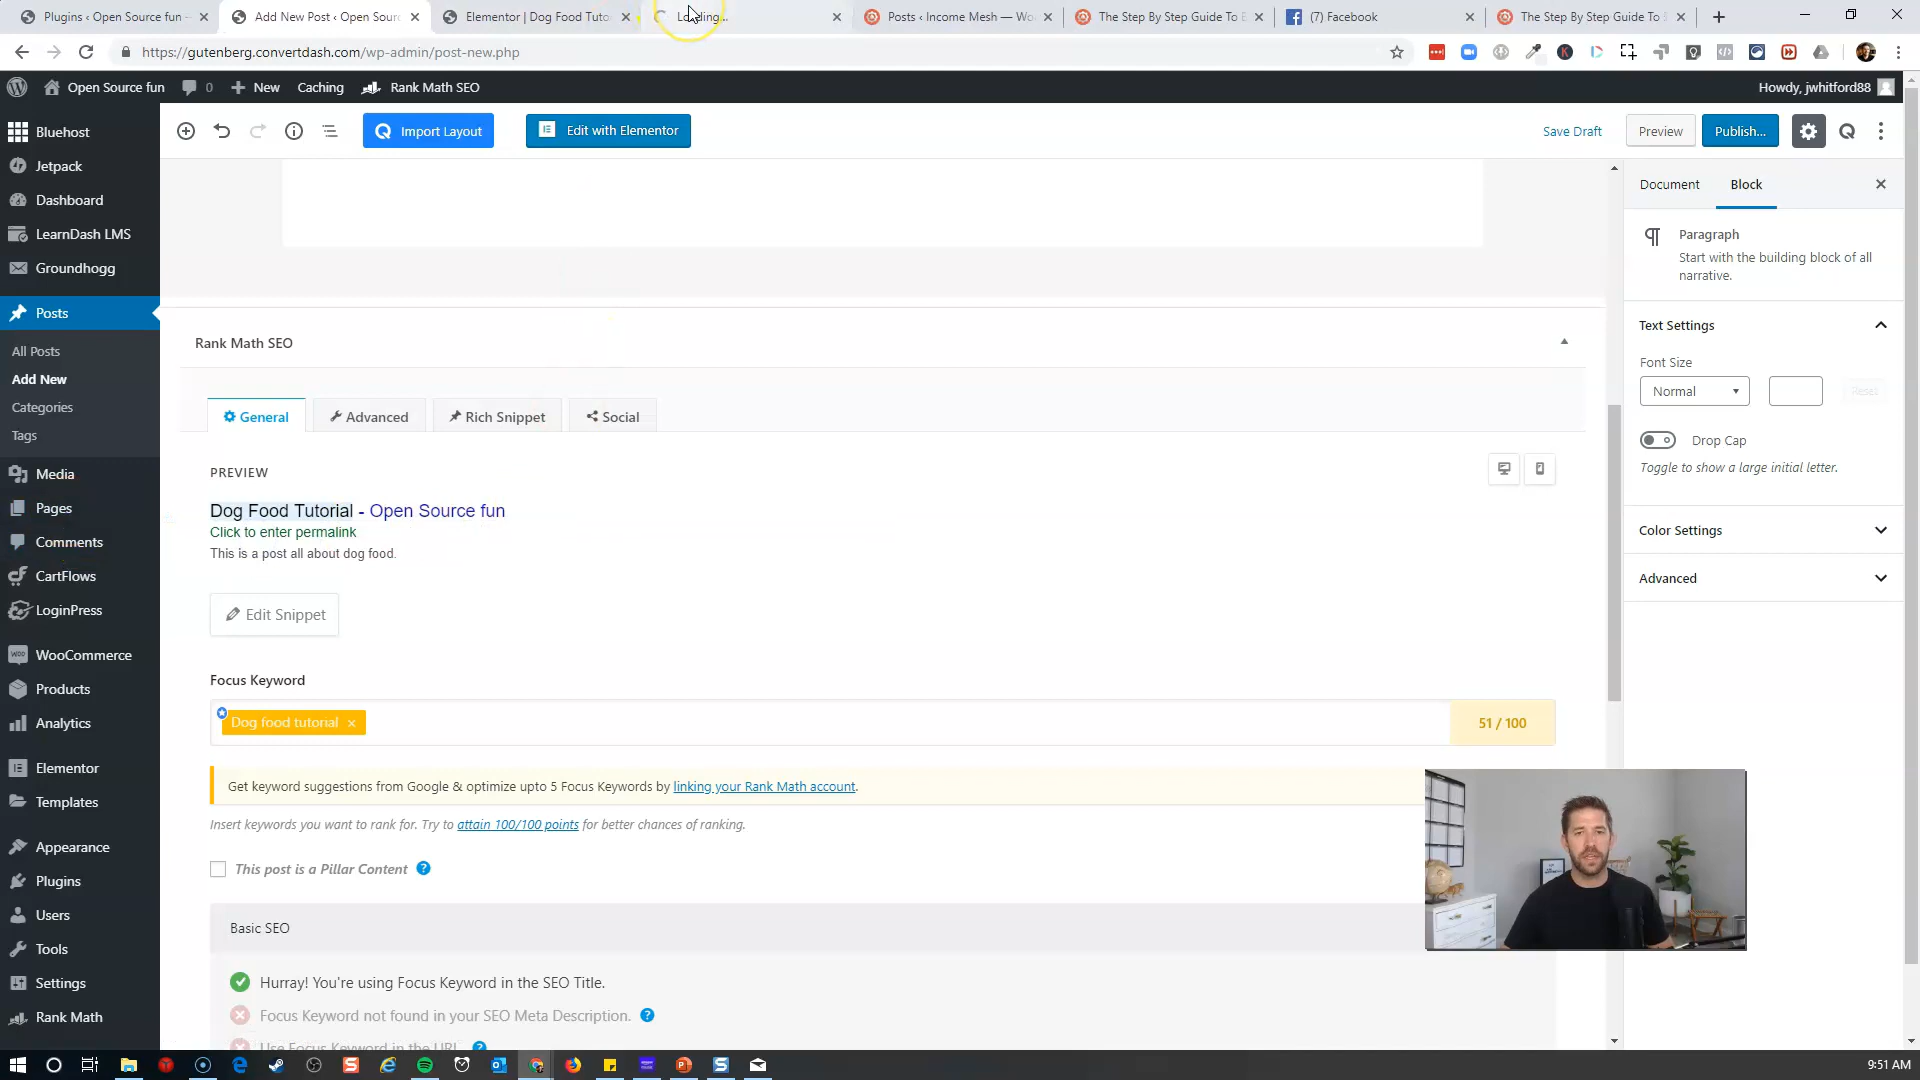 Plugins ‹ Open Source fun —
Add New Post ‹ Open Sour
Elementor | Dog Food Tuto
Loading...
Posts ‹ Income Mesh — Wo
The Step By Step Guide To E
(7) Facebook
The Step By Step Guide To
https://gutenberg.convertdash.com/wp-admin/post-new.php
Open Source fun
0
New
Caching
Rank Math SEO
Howdy, jwhitford88
Bluehost
Jetpack
Dashboard
LearnDash LMS
Groundhogg
Posts
All Posts
Add New
Categories
Tags
Media
Pages
Comments
CartFlows
LoginPress
WooCommerce
Products
Analytics
Elementor
Templates
Appearance
Plugins
Users
Tools
Settings
Rank Math
Import Layout
Edit with Elementor
Save Draft
Preview
Publish...
Rank Math SEO
General
Advanced
Rich Snippet
Social
PREVIEW
Dog Food Tutorial - Open Source fun
Click to enter permalink
This is a post all about dog food.
Edit Snippet
Focus Keyword
Dog food tutorial ×
51 / 100
Get keyword suggestions from Google & optimize upto 5 Focus Keywords by linking your Rank Math account.
Insert keywords you want to rank for. Try to attain 100/100 points for better chances of ranking.
This post is a Pillar Content
Basic SEO
Hurray! You're using Focus Keyword in the SEO Title.
Focus Keyword not found in your SEO Meta Description.
Use Focus Keyword in the URL.
Document
Block
Paragraph
Start with the building block of all
narrative.
Text Settings
Font Size
Normal
Reset
Drop Cap
Toggle to show a large initial letter.
Color Settings
Advanced
9:51 AM